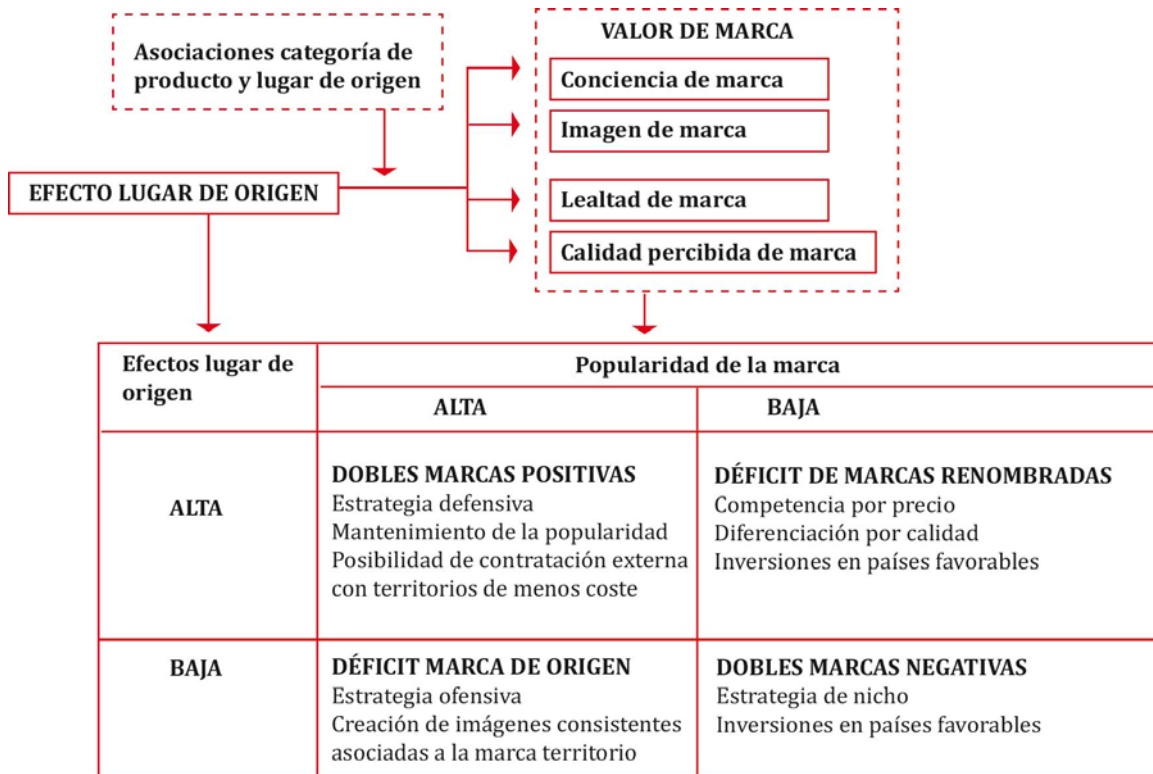 Asociaciones categoría de
producto y lugar de origen
VALOR DE MARCA
Conciencia de marca
Imagen de marca
Lealtad de marca
Calidad percibida de marca
EFECTO LUGAR DE ORIGEN
Efectos lugar de
origen
Popularidad de la marca
ALTA
BAJA
ALTA
DOBLES MARCAS POSITIVAS
Estrategia defensiva
Mantenimiento de la popularidad
Posibilidad de contratación externa
con territorios de menos coste
DÉFICIT DE MARCAS RENOMBRADAS
Competencia por precio
Diferenciación por calidad
Inversiones en países favorables
BAJA
DÉFICIT MARCA DE ORIGEN
Estrategia ofensiva
Creación de imágenes consistentes
asociadas a la marca territorio
DOBLES MARCAS NEGATIVAS
Estrategia de nicho
Inversiones en países favorables